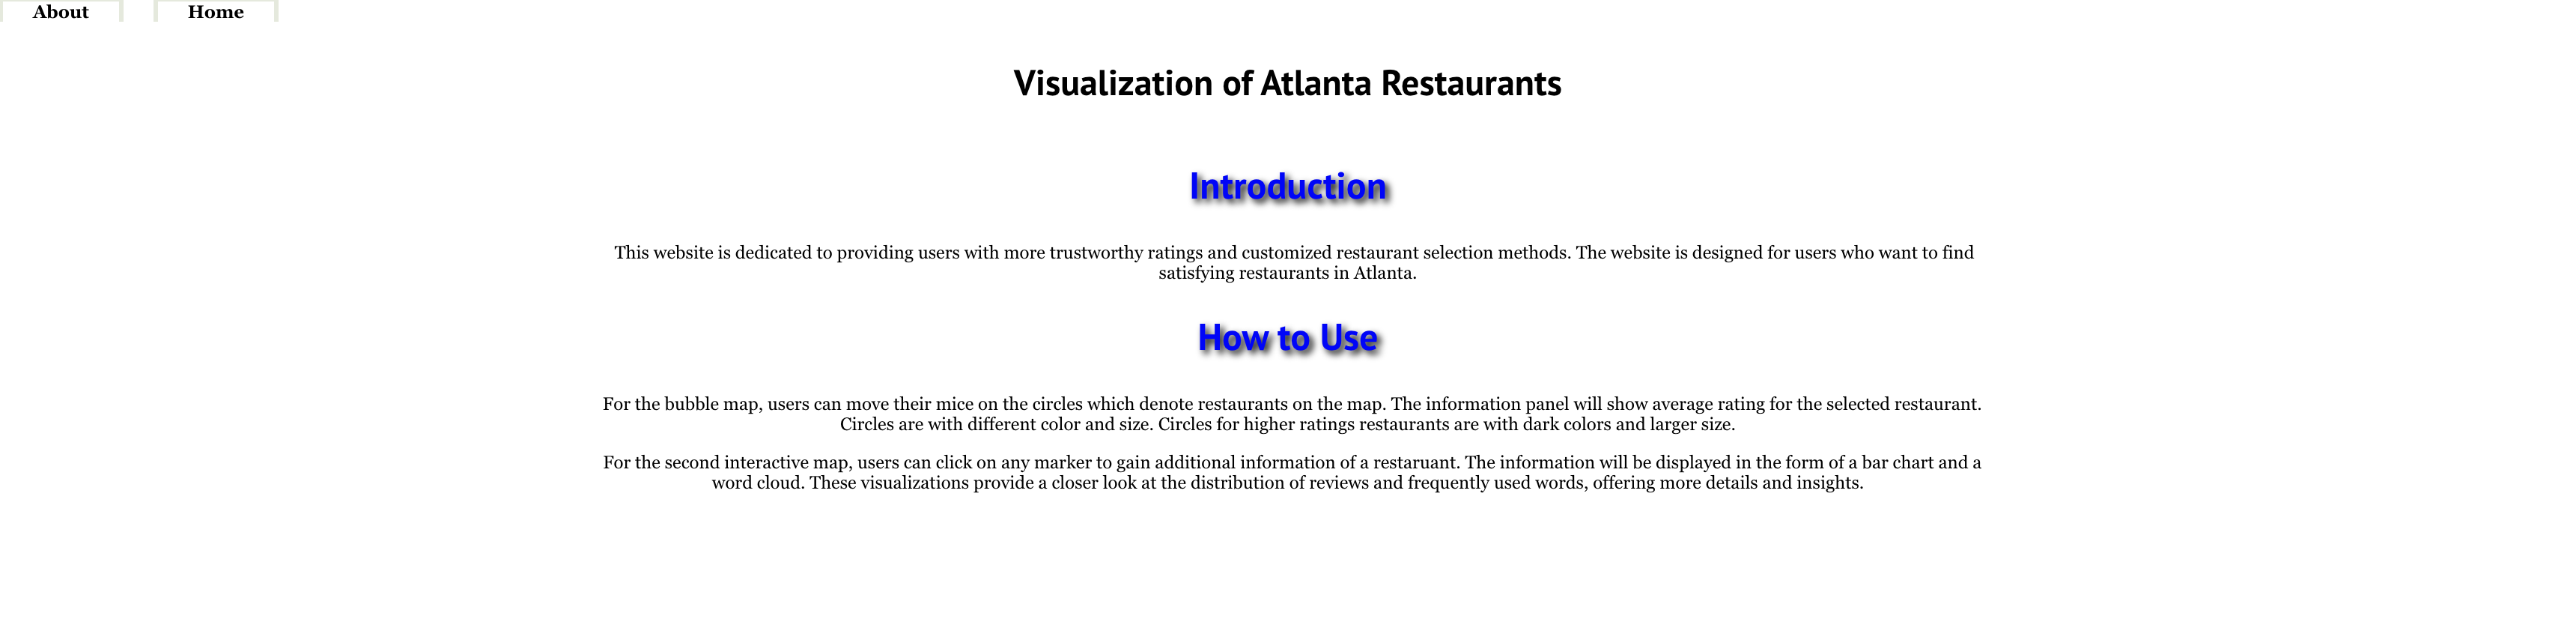 About
Home
Visualization of Atlanta Restaurants
Introduction
This website is dedicated to providing users with more trustworthy ratings and customized restaurant selection methods. The website is designed for users who want to find
satisfying restaurants in Atlanta.
How to Use
For the bubble map, users can move their mice on the circles which denote restaurants on the map. The information panel will show average rating for the selected restaurant.
Circles are with different color and size. Circles for higher ratings restaurants are with dark colors and larger size.
For the second interactive map, users can click on any marker to gain additional information of a restaruant. The information will be displayed in the form of a bar chart and a
word cloud. These visualizations provide a closer look at the distribution of reviews and frequently used words, offering more details and insights.